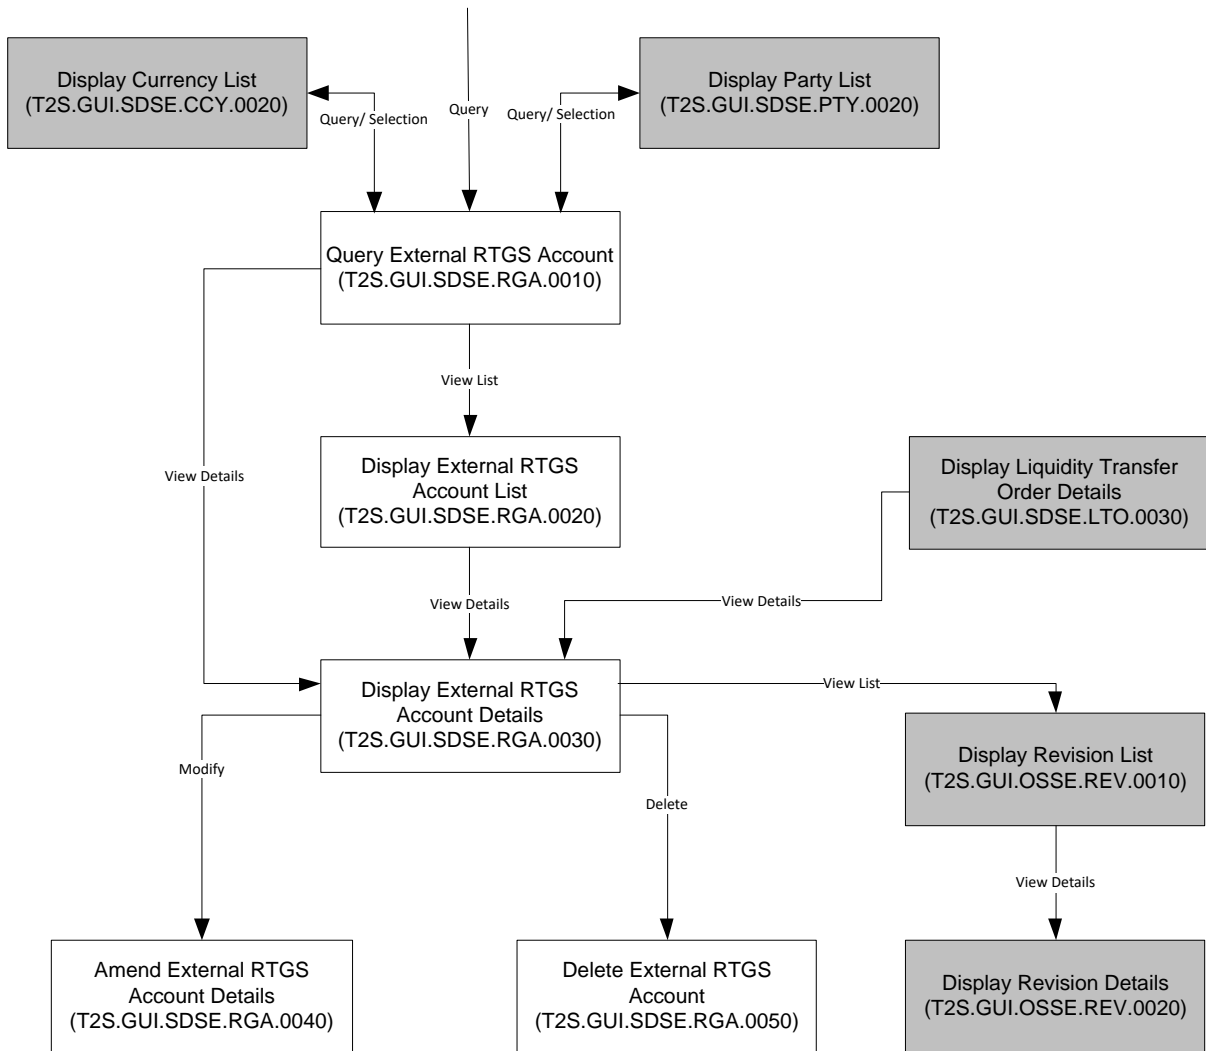 Display Currency List
(T2S.GUI.SDSE.CCY.0020)
Display Party List
(T2S.GUI.SDSE.PTY.0020)
Query/ Selection
Query
Query/ Selection
Query External RTGS Account
(T2S.GUI.SDSE.RGA.0010)
View List
View Details
Display External RTGS
Account List
(T2S.GUI.SDSE.RGA.0020)
Display Liquidity Transfer
Order Details
(T2S.GUI.SDSE.LTO.0030)
View Details
View Details
Display External RTGS
Account Details
(T2S.GUI.SDSE.RGA.0030)
View List
Modify
Delete
Display Revision List
(T2S.GUI.OSSE.REV.0010)
View Details
Amend External RTGS
Account Details
(T2S.GUI.SDSE.RGA.0040)
Delete External RTGS
Account
(T2S.GUI.SDSE.RGA.0050)
Display Revision Details
(T2S.GUI.OSSE.REV.0020)